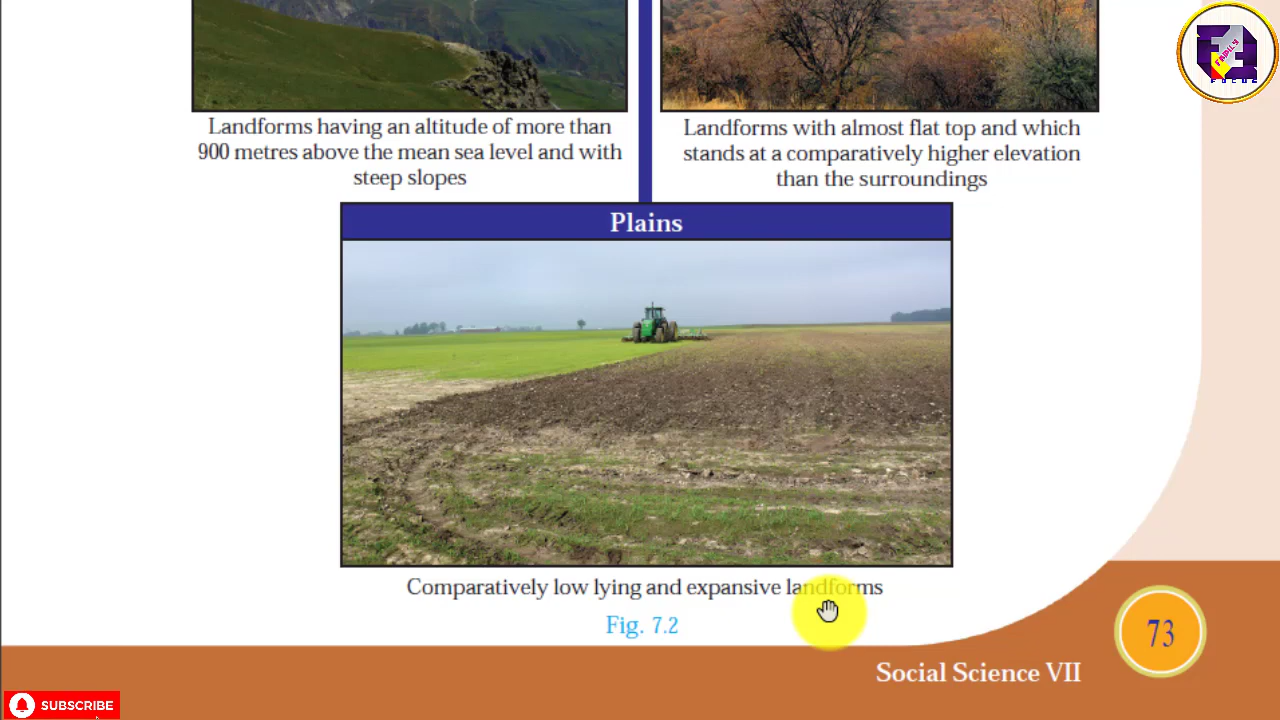 Landforms having an altitude of more than
900 metres above the mean sea level and with
steep slopes
Landforms with almost flat top and which
stands at a comparatively higher elevation
than the surroundings
Plains
Comparatively low lying and expansive landforms
Fig. 7.2
73
Social Science VII
FAMILY
FOCUS
SUBSCRIBE